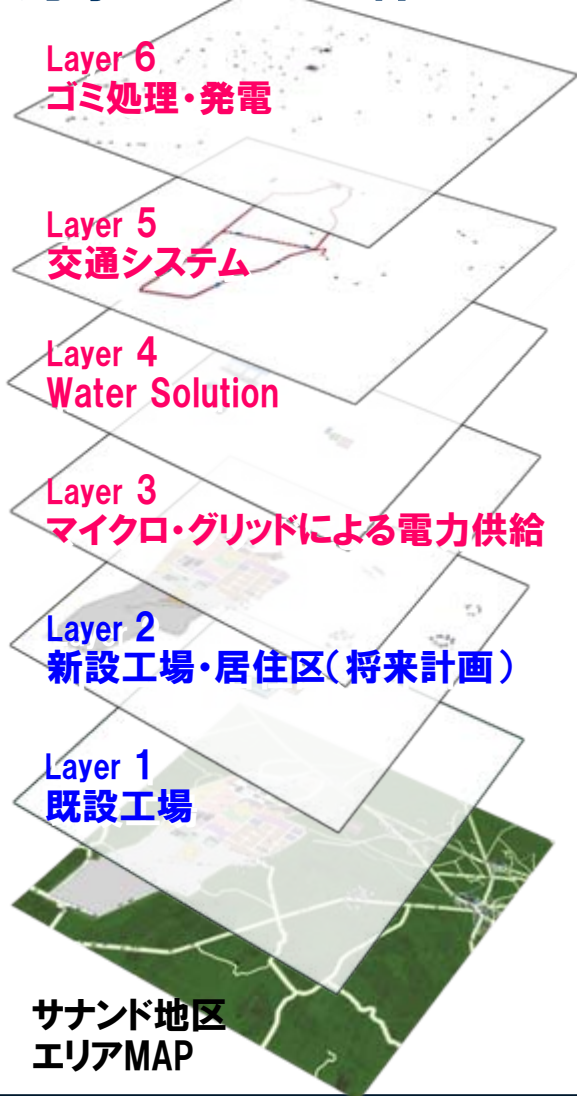 Layer 6
ゴミ処理・発電
Layer 5
交通システム
Layer 4
Water Solution
Layer 3
マイクロ・グリッドによる電力供給
Layer 2
新設工場・居住区（将来計画）
Layer 1
既設工場
サナンド地区
エリアMAP